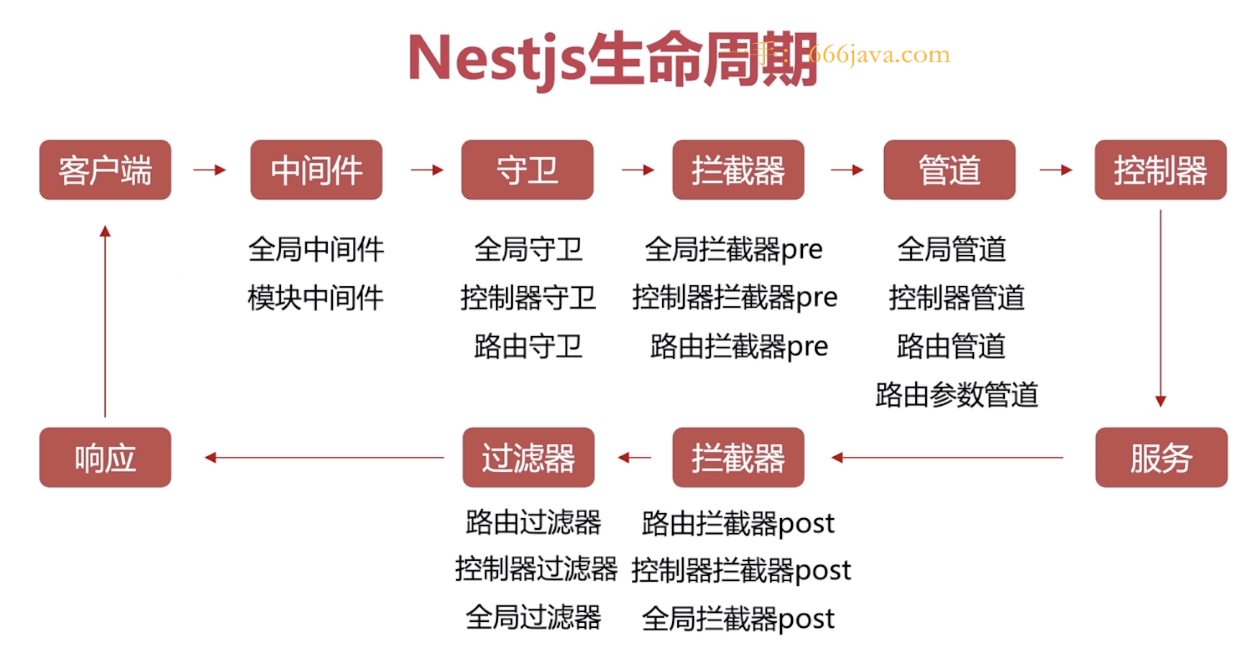 Nestjs生命周期
一手：666java.com
客户端
中间件
守卫
拦截器
管道
控制器
全局中间件
模块中间件
全局守卫
控制器守卫
路由守卫
全局拦截器pre
控制器拦截器pre
路由拦截器pre
全局管道
控制器管道
路由管道
路由参数管道
响应
过滤器
拦截器
服务
路由过滤器
控制器过滤器
全局过滤器
路由拦截器post
控制器拦截器post
全局拦截器post